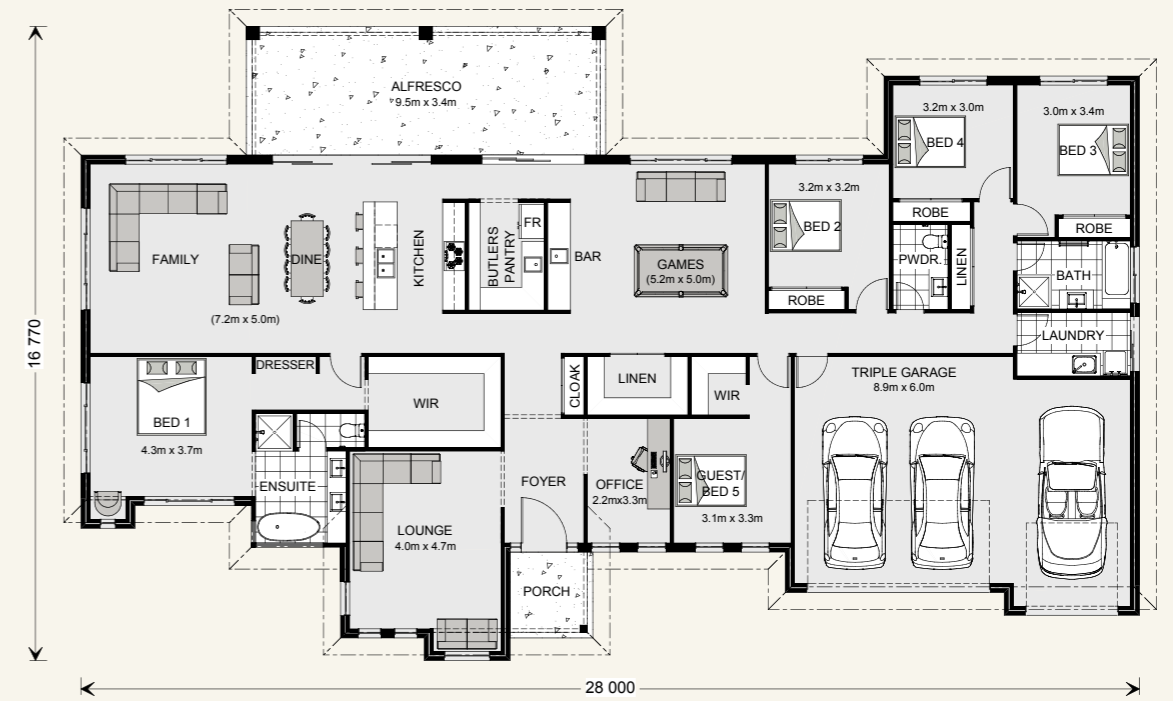 ALFRESCO
9.5m x 3.4m
3.2m x 3.0m
BED 4
3.0m x 3.4m
BED 3
3.2m x 3.2m
BED 2
ROBE
ROBE
ROBE
FAMILY
DINE
(7.2m x 5.0m)
KITCHEN
BUTLERS
PANTRY
FR
BAR
GAMES
(5.2m x 5.0m)
PWDR.
LINEN
BATH
LAUNDRY
16 770
DRESSER
BED 1
4.3m x 3.7m
WIR
CLOAK
LINEN
WIR
TRIPLE GARAGE
8.9m x 6.0m
ENSUITE
LOUNGE
4.0m x 4.7m
FOYER
OFFICE
2.2mx3.3m
GUEST/
BED 5
3.1m x 3.3m
PORCH
28 000